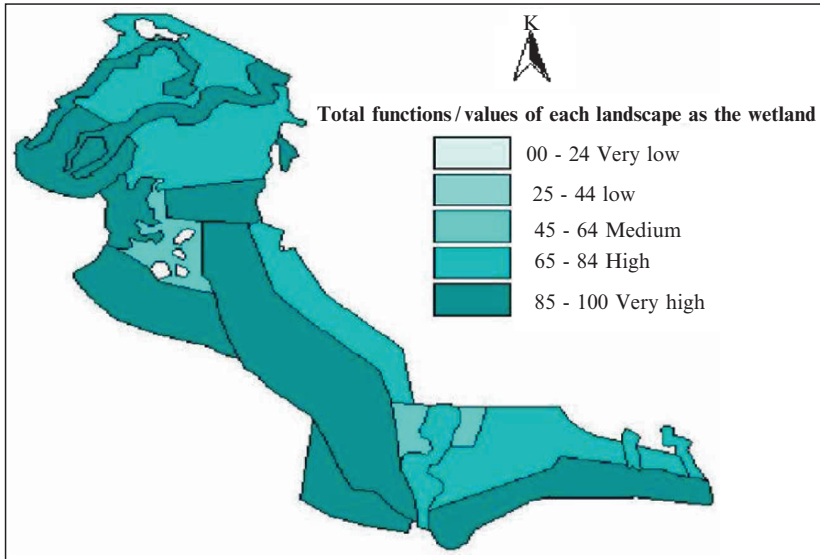 K
Total functions / values of each landscape as the wetland
00 - 24 Very low
25 - 44 low
45 - 64 Medium
65 - 84 High
85 - 100 Very high